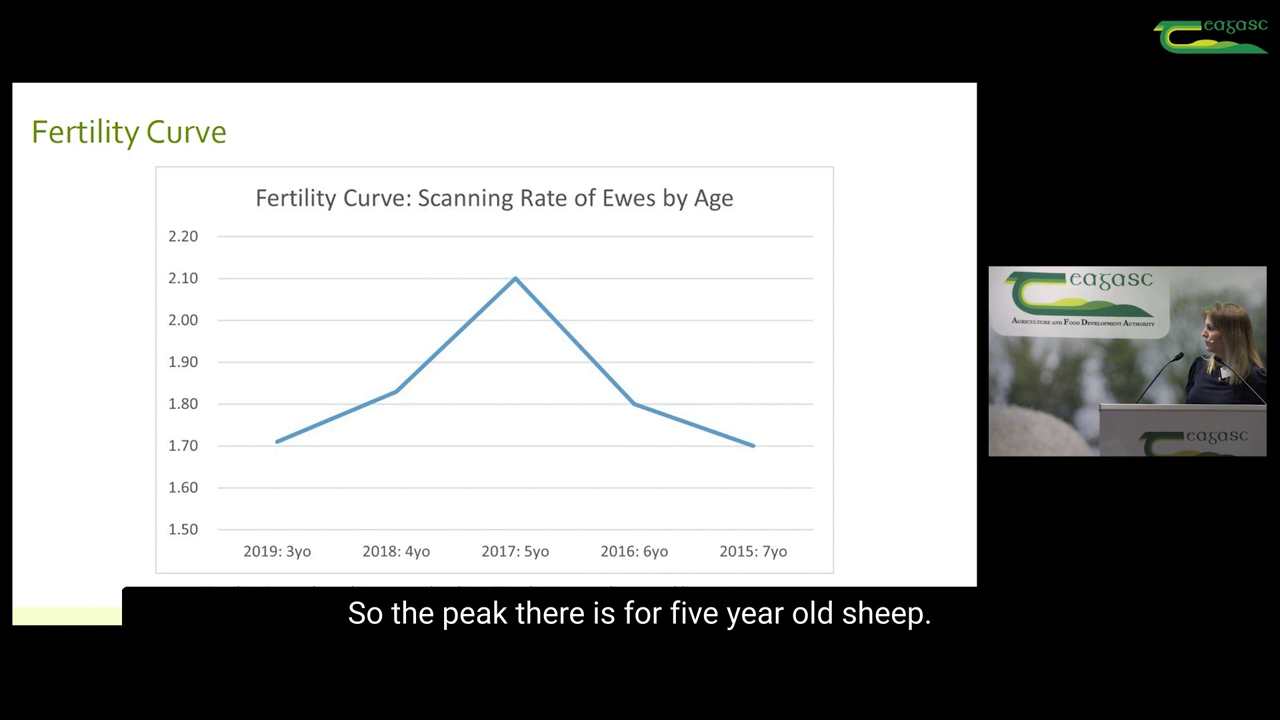 Teagasc
Fertility Curve
Fertility Curve: Scanning Rate of Ewes by Age
2.20
2.10
2.00
1.90
1.80
1.70
1.60
1.50
2019: 3yo 2018: 4yo 2017: 5yo 2016: 6yo 2015: 7yo
Teagasc
AGRICULTURE AND FOOD DEVELOPMENT AUTHORITY
Teagasc
So the peak there is for five year old sheep.